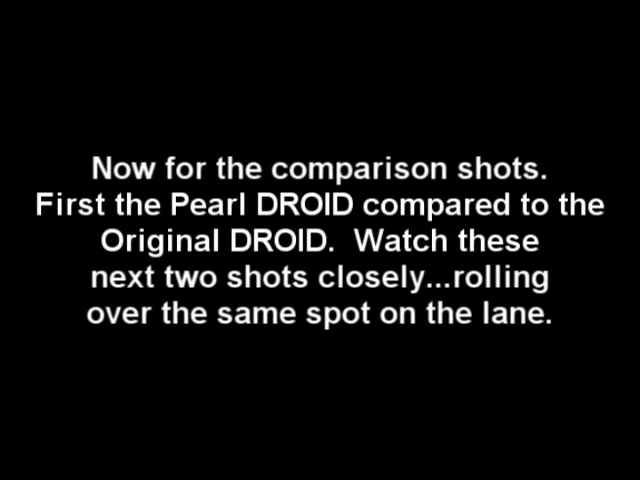 Now for the comparison shots.
First the Pearl DROID compared to the
Original DROID.  Watch these
next two shots closely...rolling
over the same spot on the lane.